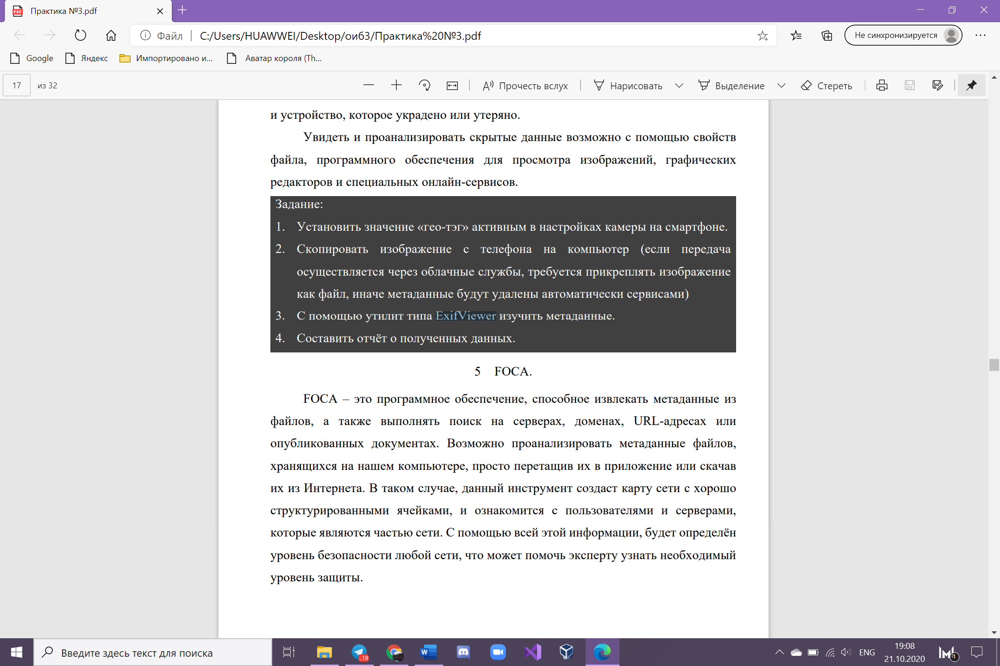 Практика №3.pdf
Файл
C:/Users/HUAWWEI/Desktop/оиб3/Практика%20№3.pdf
Не синхронизируется
Google
Яндекс
Импортировано и...
Аватар короля (Th...
17 из 32
Прочесть вслух
Нарисовать
Выделение
Стереть
и устройство, которое украдено или утеряно.
Увидеть и проанализировать скрытые данные возможно с помощью свойств
файла, программного обеспечения для просмотра изображений, графических
редакторов и специальных онлайн-сервисов.
Задание:
1. Установить значение «гео-тэг» активным в настройках камеры на смартфоне.
2. Скопировать изображение с телефона на компьютер (если передача
осуществляется через облачные службы, требуется прикреплять изображение
как файл, иначе метаданные будут удалены автоматически сервисами)
3. С помощью утилит типа ExifViewer изучить метаданные.
4. Составить отчёт о полученных данных.
5 FOCA.
FOCA – это программное обеспечение, способное извлекать метаданные из
файлов, а также выполнять поиск на серверах, доменах, URL-адресах или
опубликованных документах. Возможно проанализировать метаданные файлов,
хранящихся на нашем компьютере, просто перетащив их в приложение или скачав
их из Интернета. В таком случае, данный инструмент создаст карту сети с хорошо
структурированными ячейками, и ознакомится с пользователями и серверами,
которые являются частью сети. С помощью всей этой информации, будет определён
уровень безопасности любой сети, что может помочь эксперту узнать необходимый
уровень защиты.
Введите здесь текст для поиска
..18
ENG
19:08
21.10.2020
1